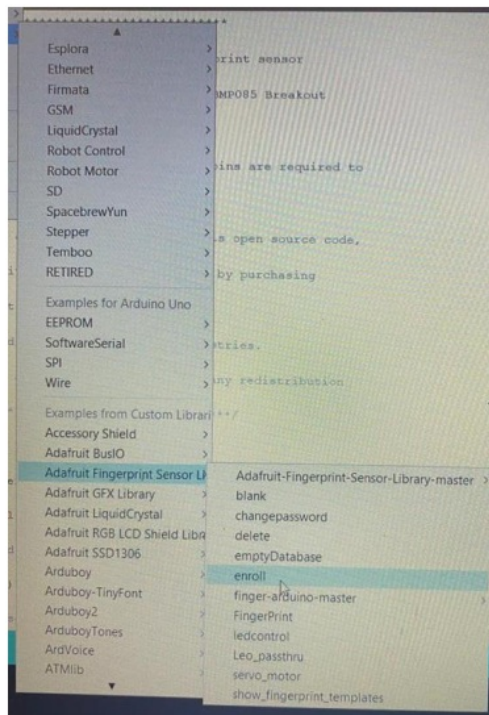 Esplora
Ethernet
Firmata
GSM
LiquidCrystal
Robot Control
Robot Motor
SD
SpacebrewYun
Stepper
Temboo
RETIRED
Examples for Arduino Uno
EEPROM
SoftwareSerial
SPI
Wire
Examples from Custom Librari
Accessory Shield
Adafruit BusIO
Adafruit Fingerprint Sensor Li
Adafruit GFX Library
Adafruit LiquidCrystal
Adafruit RGB LCD Shield Libra
Adafruit SSD1306
Arduboy
Arduboy-TinyFont
Arduboy2
ArduboyTones
ArdVoice
ATMlib
Adafruit-Fingerprint-Sensor-Library-master
blank
changepassword
delete
emptyDatabase
enroll
finger-arduino-master
FingerPrint
ledcontrol
Leo_passthru
servo_motor
show_fingerprint_templates
rint sensor
BMP085 Breakout
ins are required to
s open source code,
by purchasing
tries.
ny redistribution
**/